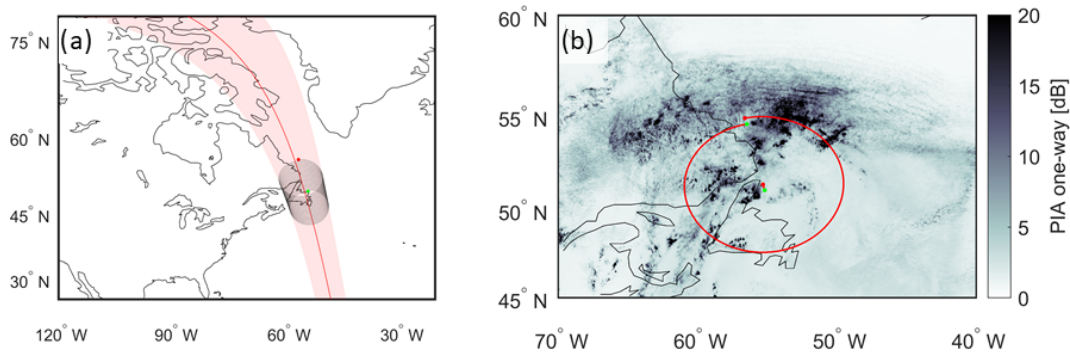 (a)
75° N
60° N
45° N
30° N
120° W
90° W
60° W
30° W
(b)
60° N
55° N
50° N
45° N
70° W
60° W
50° W
40° W
20
15
10
5
0
PIA one-way [dB]